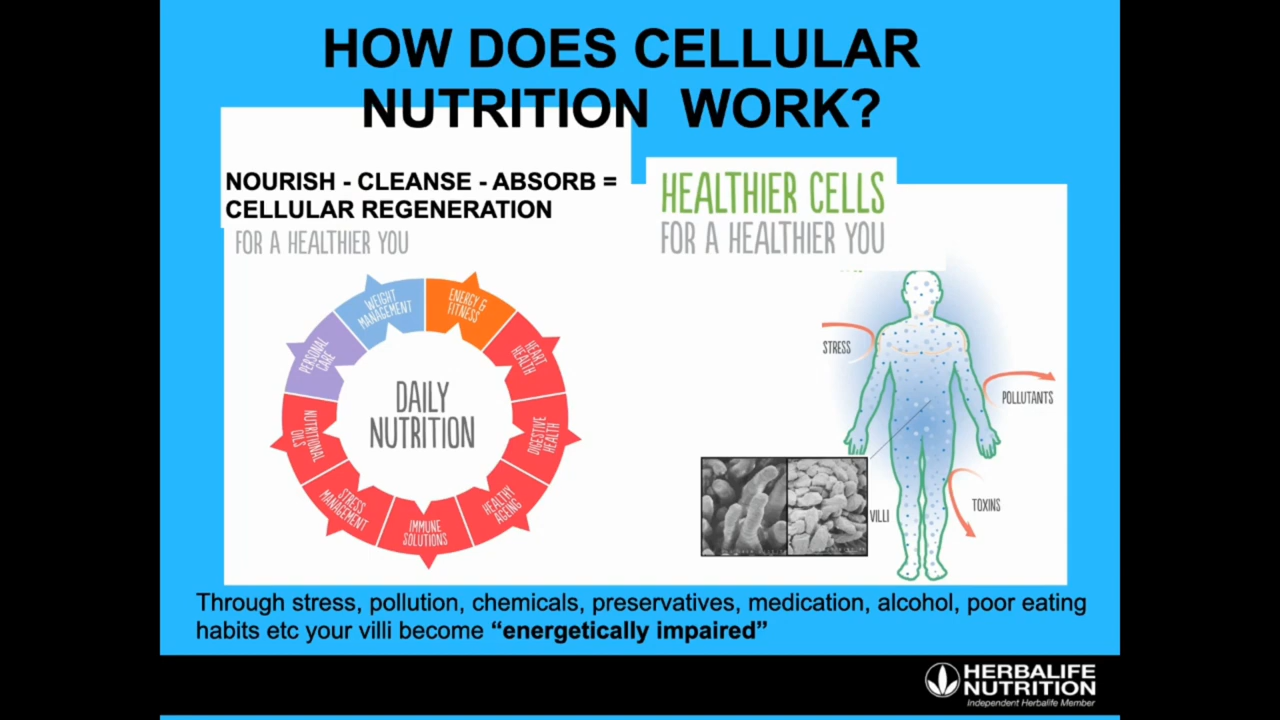 HOW DOES CELLULAR
NUTRITION WORK?
NOURISH - CLEANSE - ABSORB =
CELLULAR REGENERATION
FOR A HEALTHIER YOU
WEIGHT
MANAGEMENT
ENERGY &
FITNESS
HEART
HEALTH
DIGESTIVE
HEALTH
HEALTHY
AGEING
IMMUNE
SOLUTIONS
STRESS
MANAGEMENT
NUTRITIONAL
OILS
PERSONAL
CARE
DAILY
NUTRITION
HEALTHIER CELLS
FOR A HEALTHIER YOU
STRESS
POLLUTANTS
TOXINS
VILLI
Through stress, pollution, chemicals, preservatives, medication, alcohol, poor eating
habits etc your villi become “energetically impaired”
HERBALIFE
NUTRITION
Independent Herbalife Member